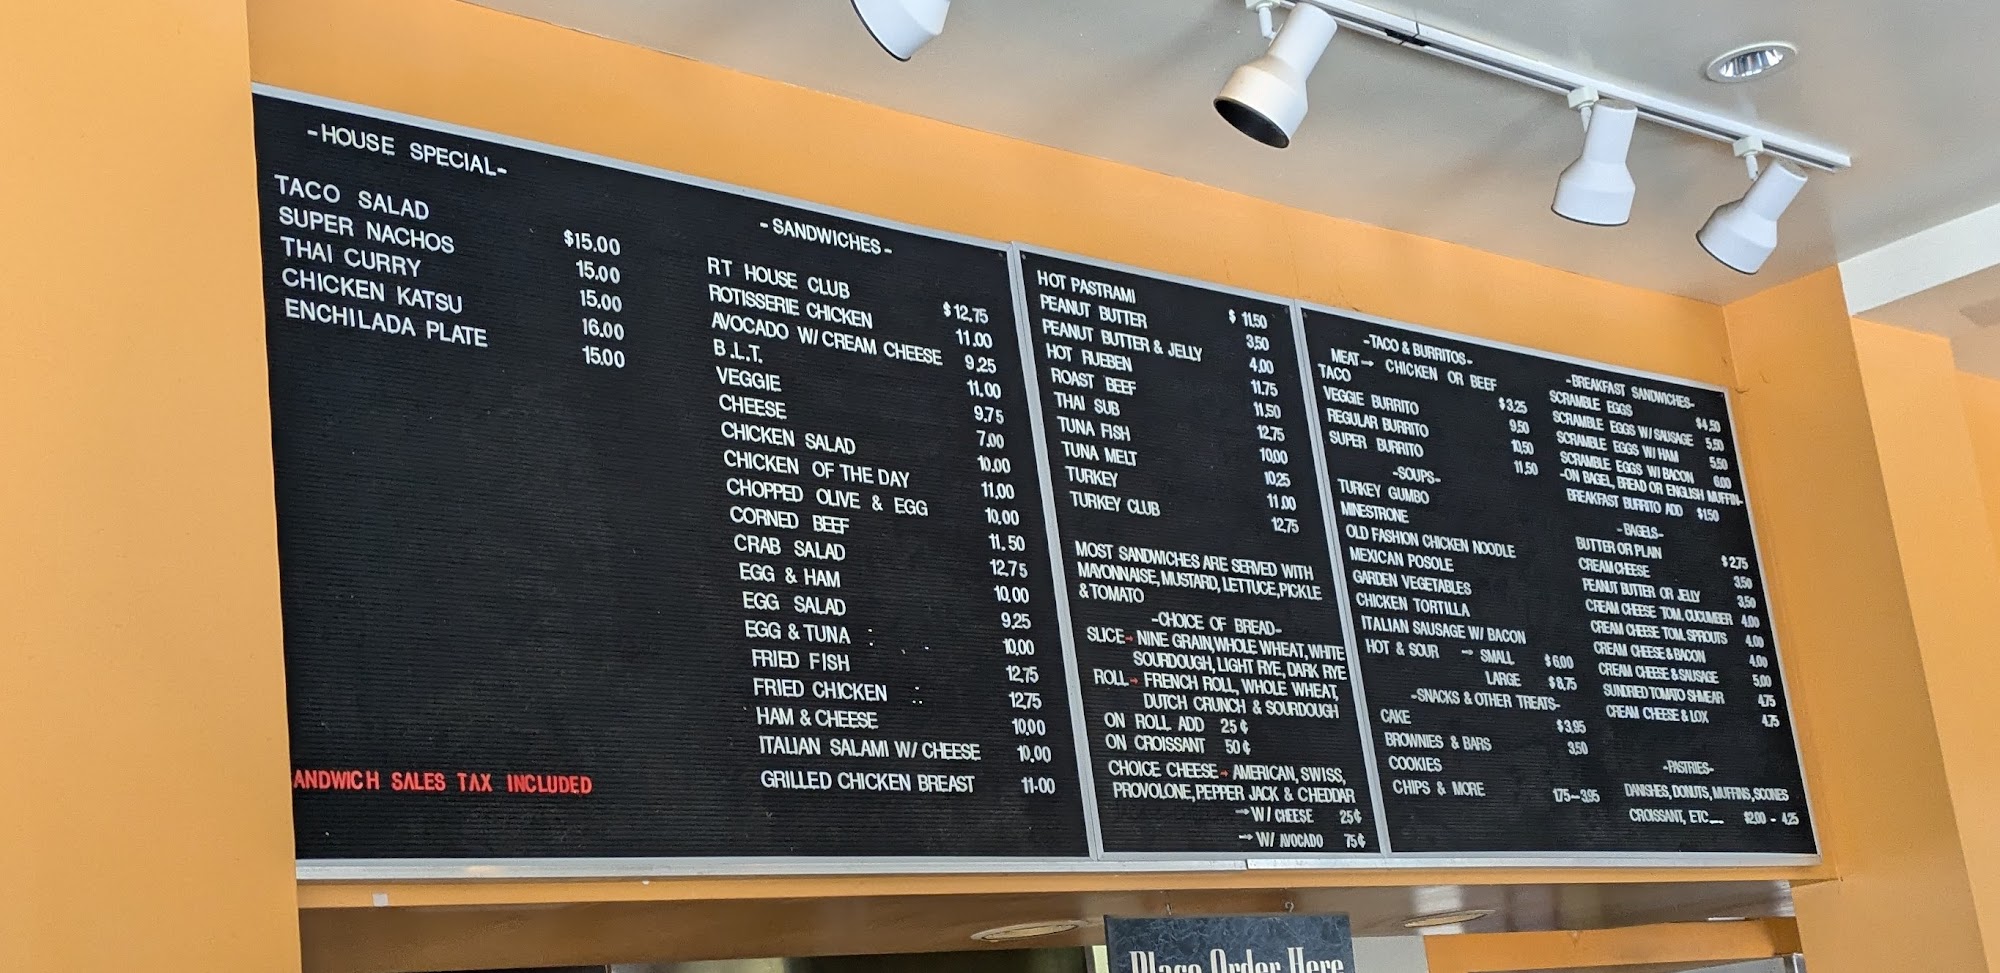 -HOUSE SPECIAL-
TACO SALAD $15.00
SUPER NACHOS 15.00
THAI CURRY 15.00
CHICKEN KATSU 16.00
ENCHILADA PLATE 15.00
ANDWICH SALES TAX INCLUDED
-SANDWICHES-
RT HOUSE CLUB $12.75
ROTISSERIE CHICKEN 11.00
AVOCADO W/ CREAM CHEESE 9.25
B.L.T. 11.00
VEGGIE 9.75
CHEESE 7.00
CHICKEN SALAD 10.00
CHICKEN OF THE DAY 11.00
CHOPPED OLIVE & EGG 10.00
CORNED BEEF 11.50
CRAB SALAD 12.75
EGG & HAM 10.00
EGG SALAD 9.25
EGG & TUNA 10.00
FRIED FISH 12.75
FRIED CHICKEN 12.75
HAM & CHEESE 10.00
ITALIAN SALAMI W/ CHEESE 10.00
GRILLED CHICKEN BREAST 11.00
HOT PASTRAMI $ 11.50
PEANUT BUTTER 3.50
PEANUT BUTTER & JELLY 4.00
HOT RUEBEN 11.75
ROAST BEEF 11.50
THAI SUB 12.75
TUNA FISH 10.00
TUNA MELT 10.25
TURKEY 11.00
TURKEY CLUB 12.75
MOST SANDWICHES ARE SERVED WITH
MAYONNAISE, MUSTARD, LETTUCE, PICKLE
& TOMATO
-CHOICE OF BREAD-
SLICE→ NINE GRAIN, WHOLE WHEAT, WHITE
SOURDOUGH, LIGHT RYE, DARK RYE
ROLL→ FRENCH ROLL, WHOLE WHEAT,
DUTCH CRUNCH & SOURDOUGH
ON ROLL ADD 25¢
ON CROISSANT 50¢
CHOICE CHEESE→ AMERICAN, SWISS,
PROVOLONE, PEPPER JACK & CHEDDAR
→W/ CHEESE 25¢
→W/ AVOCADO 75¢
-TACO & BURRITOS-
MEAT→ CHICKEN OR BEEF
TACO $3.25
VEGGIE BURRITO 9.50
REGULAR BURRITO 10.50
SUPER BURRITO 11.50
-SOUPS-
TURKEY GUMBO
MINESTRONE
OLD FASHION CHICKEN NOODLE
MEXICAN POSOLE
GARDEN VEGETABLES
CHICKEN TORTILLA
ITALIAN SAUSAGE W/ BACON
HOT & SOUR → SMALL $6.00
LARGE $8.75
-SNACKS & OTHER TREATS-
CAKE $3.95
BROWNIES & BARS 3.50
COOKIES
CHIPS & MORE 1.75-3.95
-BREAKFAST SANDWICHES-
SCRAMBLE EGGS $4.50
SCRAMBLE EGGS W/ SAUSAGE 5.50
SCRAMBLE EGGS W/ HAM 5.50
SCRAMBLE EGGS W/ BACON 6.00
-ON BAGEL, BREAD OR ENGLISH MUFFIN-
BREAKFAST BURRITO ADD $1.50
-BAGELS-
BUTTER OR PLAIN $2.75
CREAM CHEESE 3.50
PEANUT BUTTER OR JELLY 3.50
CREAM CHEESE TOM. CUCUMBER 4.00
CREAM CHEESE TOM. SPROUTS 4.00
CREAM CHEESE & BACON 4.00
CREAM CHEESE & SAUSAGE 5.00
SUNDRIED TOMATO SHMEAR 4.75
CREAM CHEESE & LOX 4.75
-PASTRIES-
DANISHES, DONUTS, MUFFINS, SCONES
CROISSANT, ETC.... $2.00 - 4.25
Place Order Here